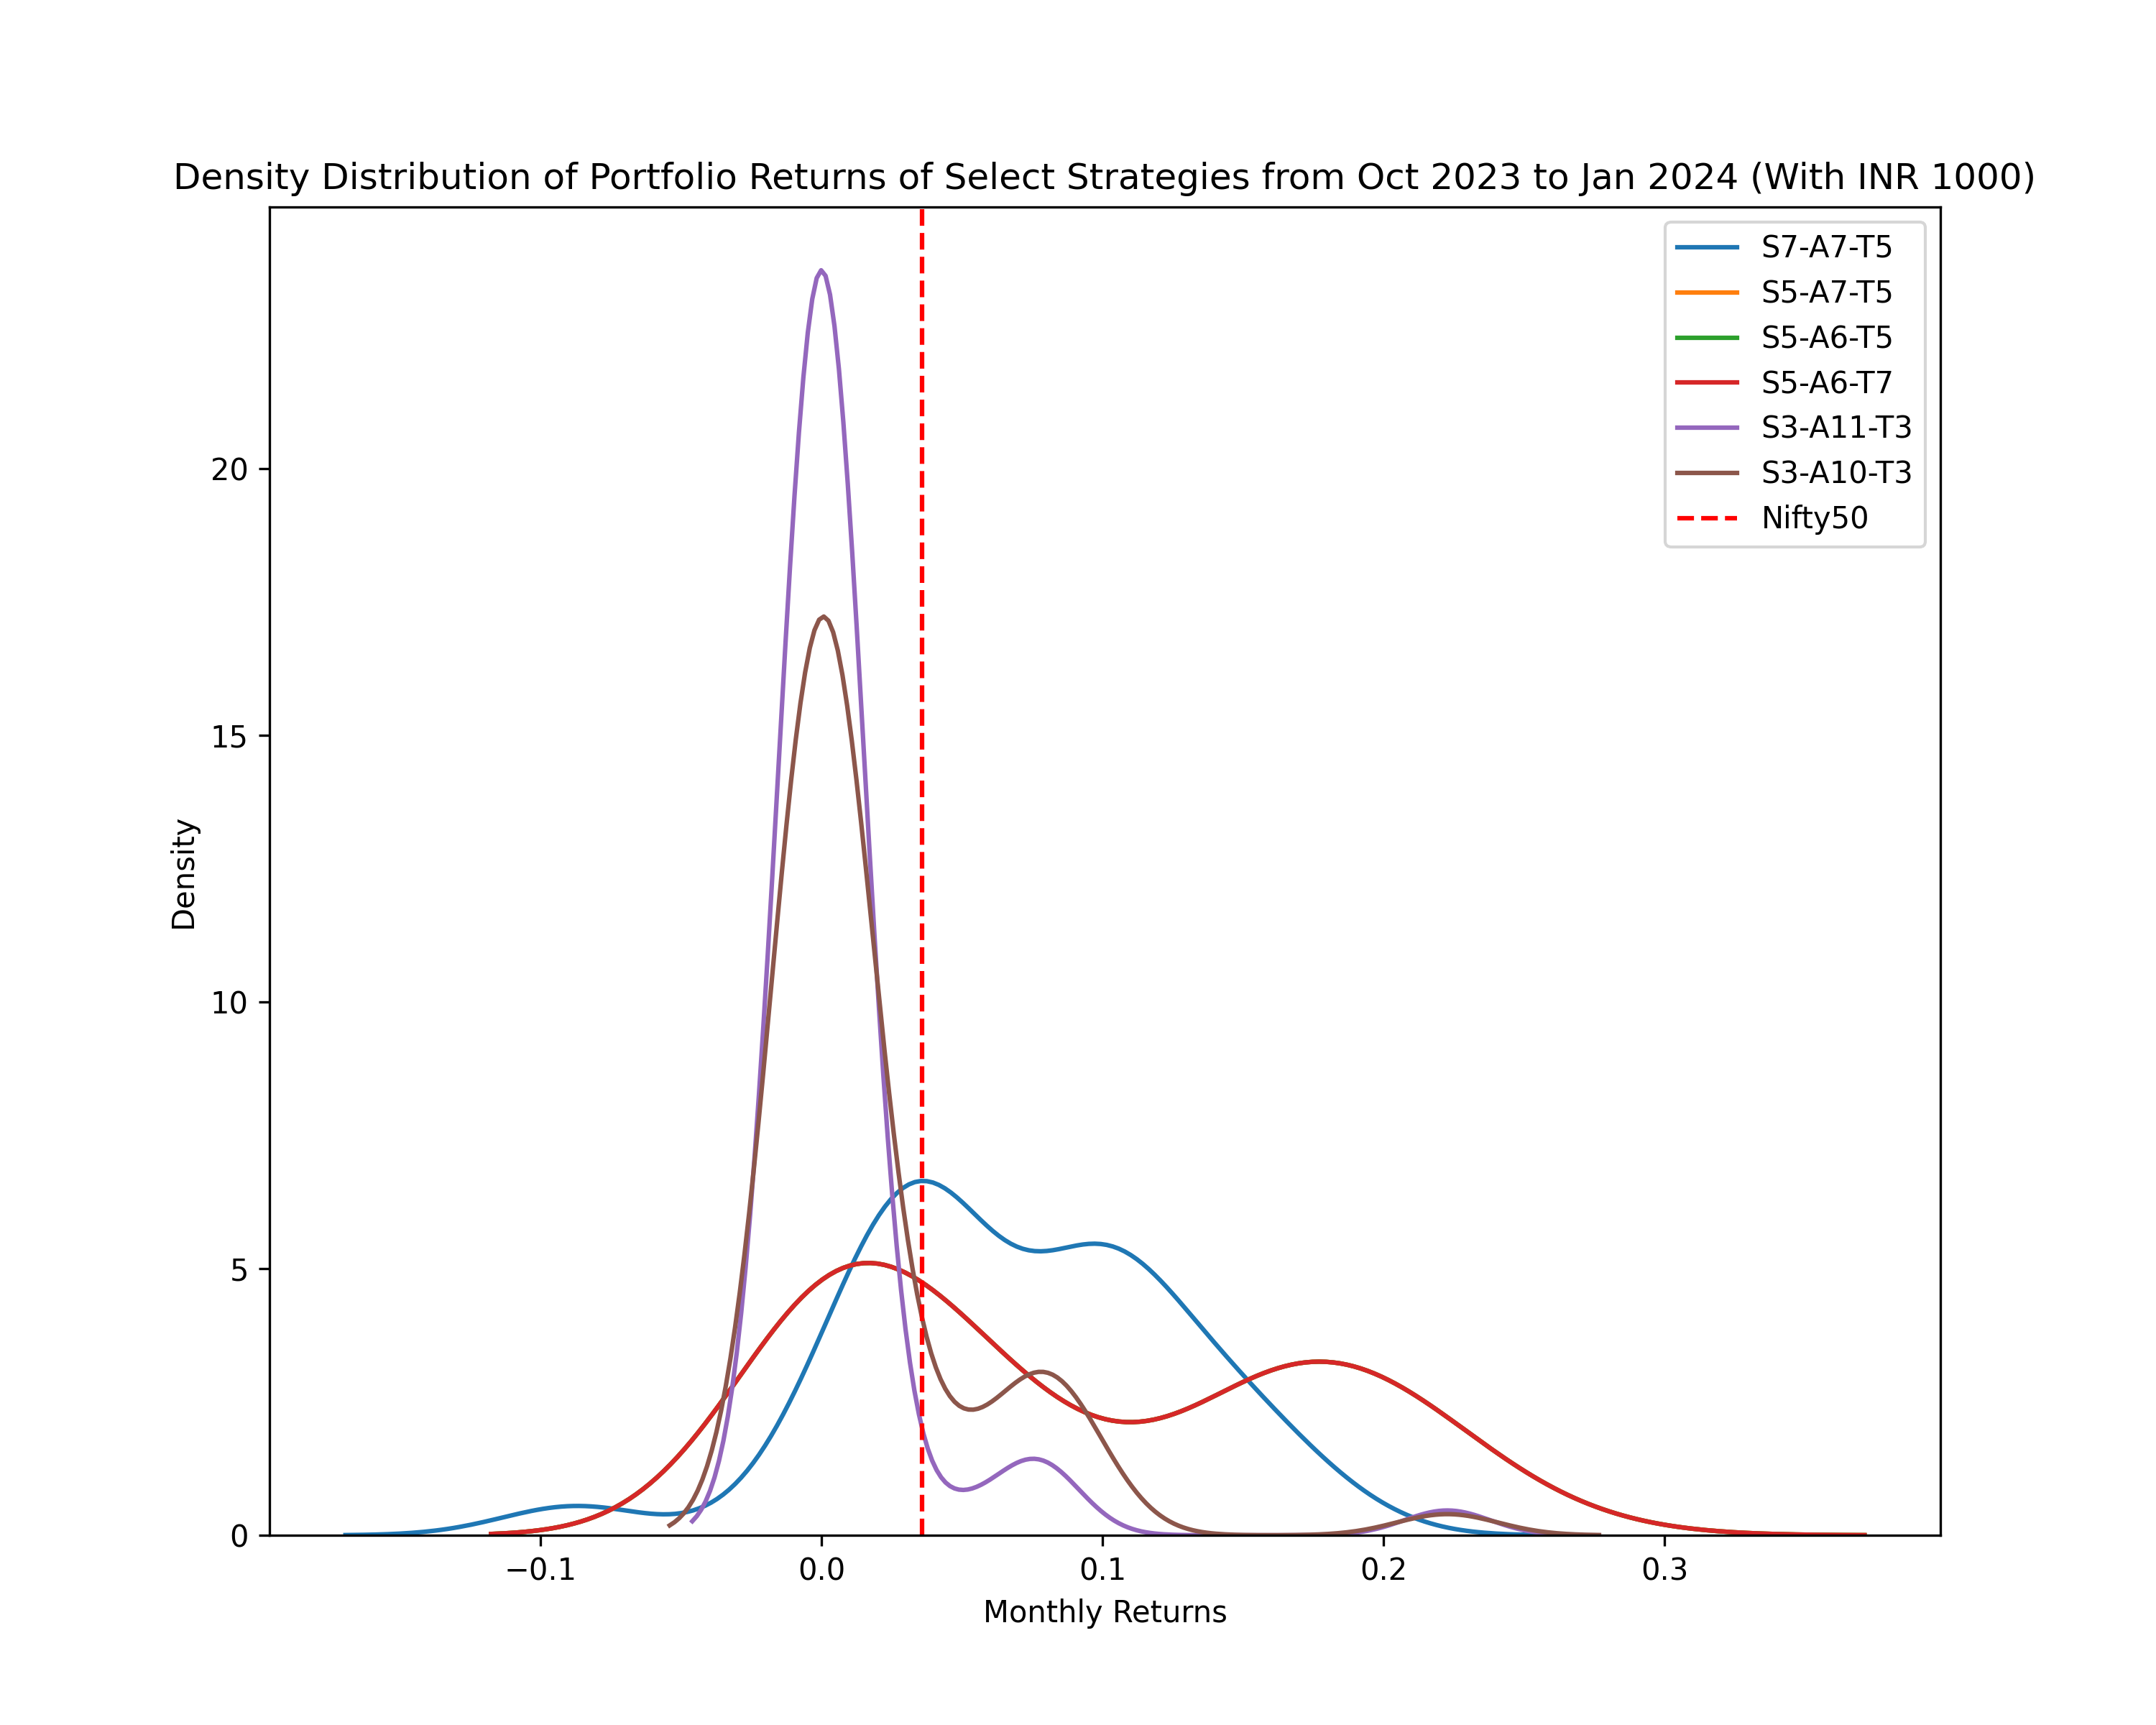 Density Distribution of Portfolio Returns of Select Strategies from Oct 2023 to Jan 2024 (With INR 1000)
S7-A7-T5
S5-A7-T5
S5-A6-T5
S5-A6-T7
S3-A11-T3
S3-A10-T3
Nifty50
20
15
10
5
0
Density
−0.1 0.0 0.1 0.2 0.3
Monthly Returns